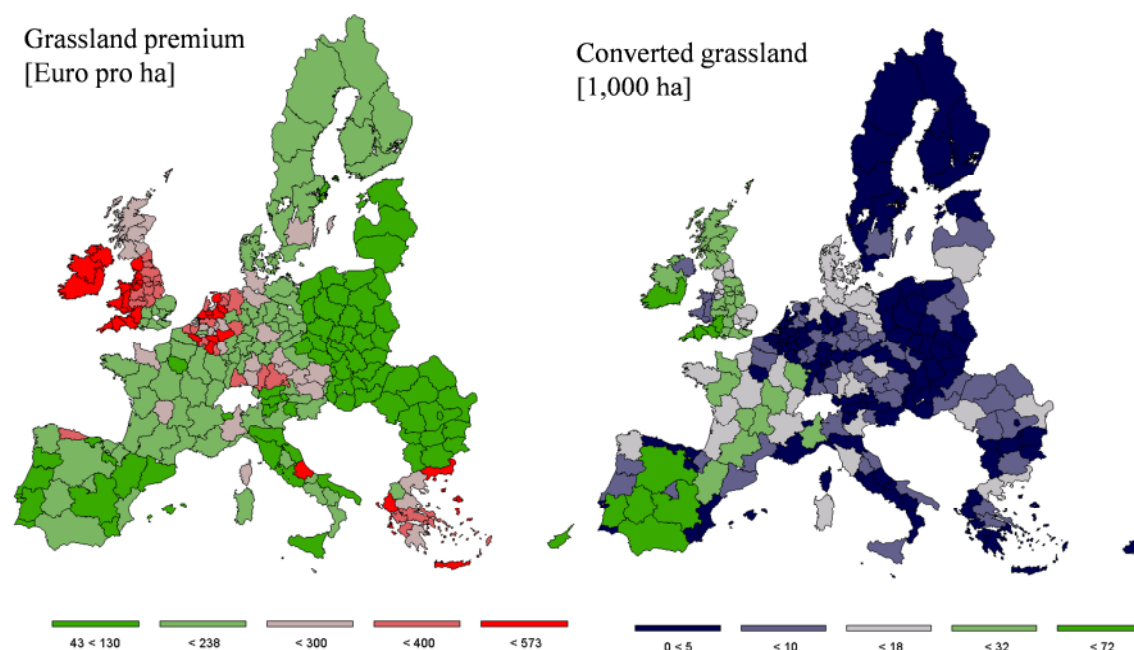 Grassland premium
[Euro pro ha]
Converted grassland
[1,000 ha]
43 < 130
< 238
< 300
< 400
< 573
0 < 5
< 10
< 18
< 32
< 72